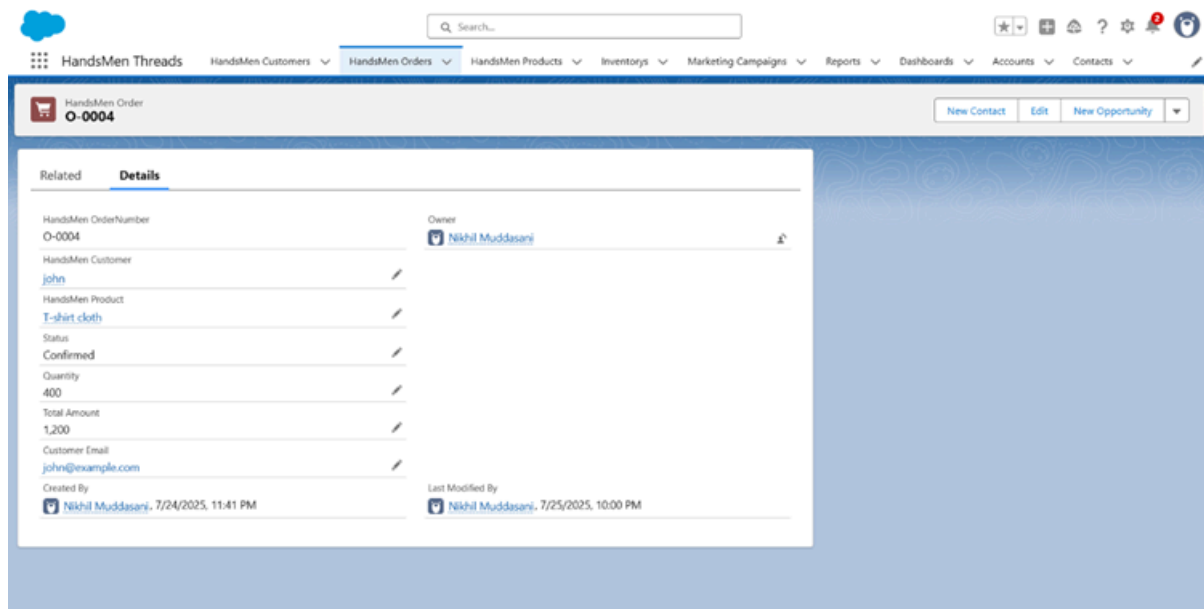 Search...
2
HandsMen Threads HandsMen Customers HandsMen Orders HandsMen Products Inventorys Marketing Campaigns Reports Dashboards Accounts Contacts
HandsMen Order
O-0004
New Contact Edit New Opportunity
Related Details
HandsMen OrderNumber
O-0004
Owner
Nikhil Muddasani
HandsMen Customer
john
HandsMen Product
T-shirt cloth
Status
Confirmed
Quantity
400
Total Amount
1,200
Customer Email
john@example.com
Created By
Nikhil Muddasani, 7/24/2025, 11:41 PM
Last Modified By
Nikhil Muddasani, 7/25/2025, 10:00 PM